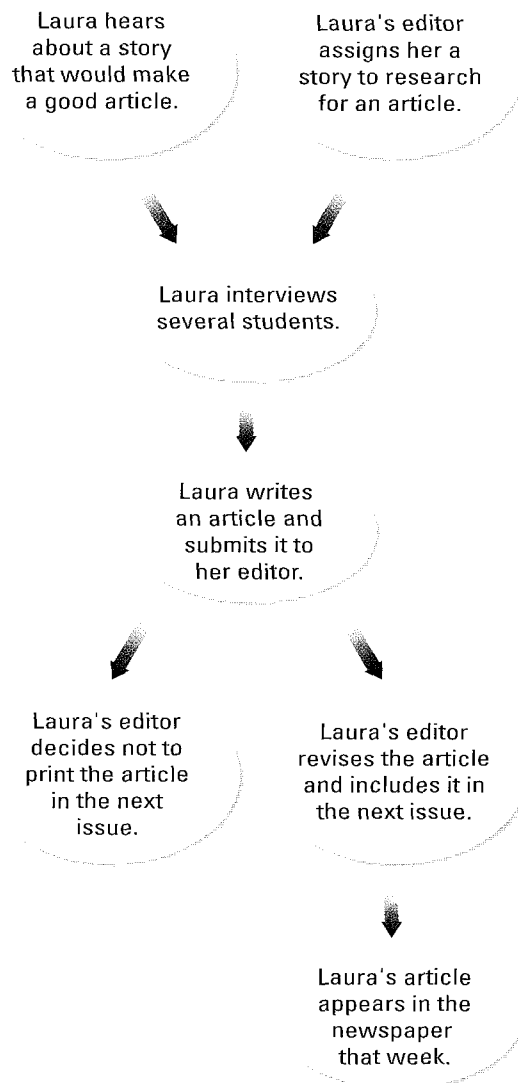 Laura hears
about a story
that would make
a good article.
Laura's editor
assigns her a
story to research
for an article.
Laura interviews
several students.
Laura writes
an article and
submits it to
her editor.
Laura's editor
decides not to
print the article
in the next
issue.
Laura's editor
revises the article
and includes it in
the next issue.
Laura's article
appears in the
newspaper
that week.